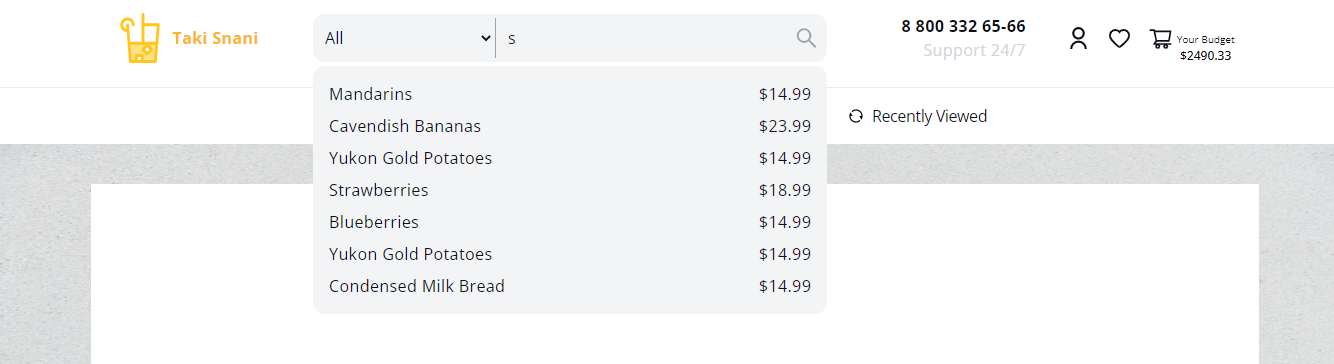 Taki Snani
All
s
8 800 332 65-66
Support 24/7
Your Budget
$2490.33
Mandarins $14.99
Cavendish Bananas $23.99
Yukon Gold Potatoes $14.99
Strawberries $18.99
Blueberries $14.99
Yukon Gold Potatoes $14.99
Condensed Milk Bread $14.99
Recently Viewed